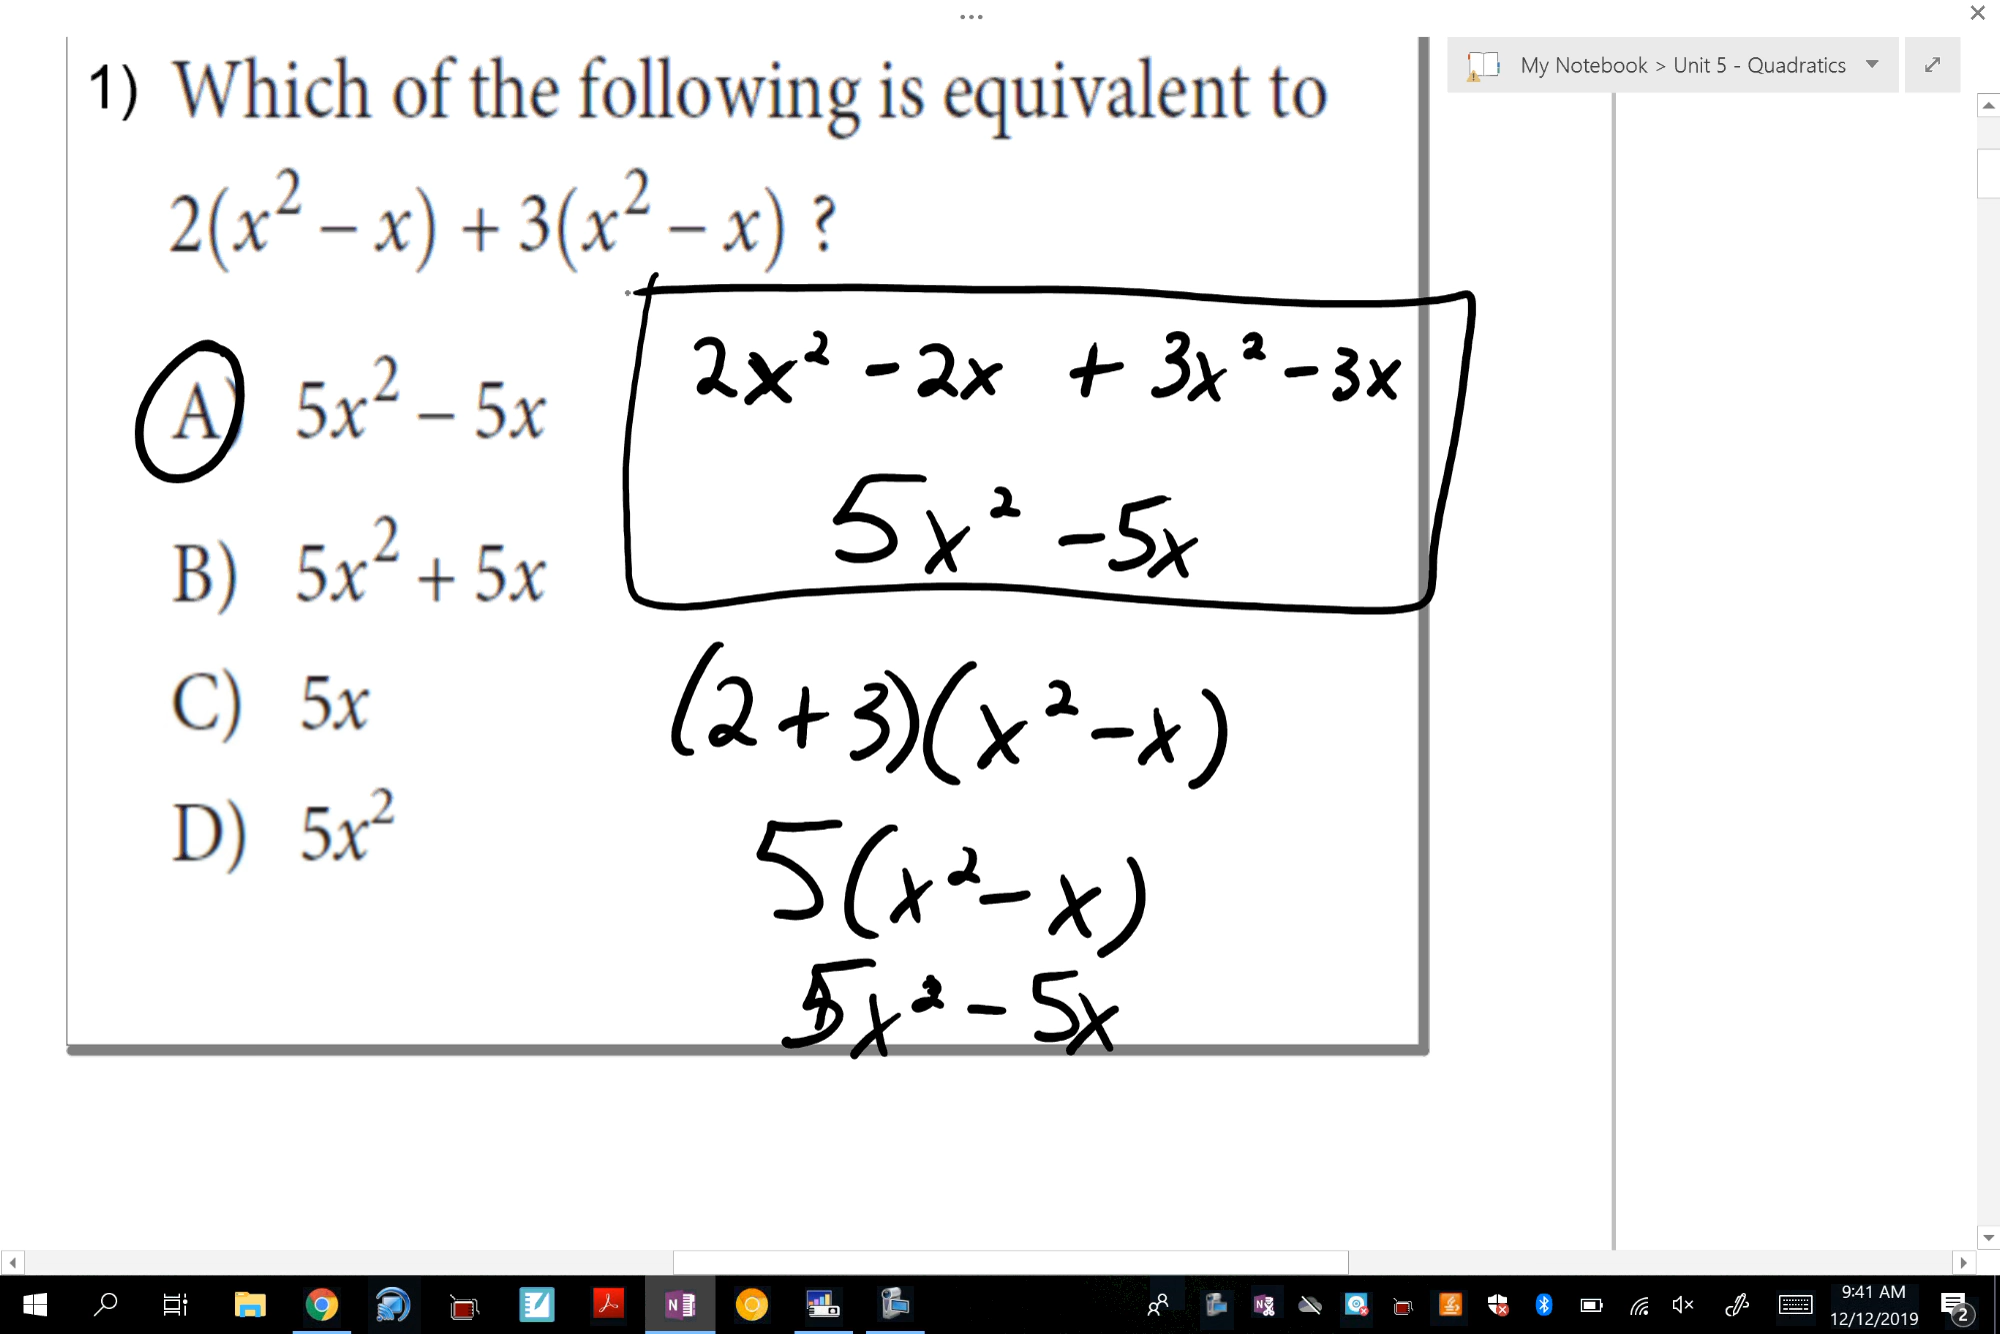 ...
My Notebook > Unit 5 - Quadratics
1) Which of the following is equivalent to
2(x² – x) + 3(x² – x) ?
A) 5x² – 5x
B) 5x² + 5x
C) 5x
D) 5x²
2x² - 2x + 3x² - 3x
5x² - 5x
(2+3)(x² - x)
5(x² - x)
5x² - 5x
9:41 AM
12/12/2019
2